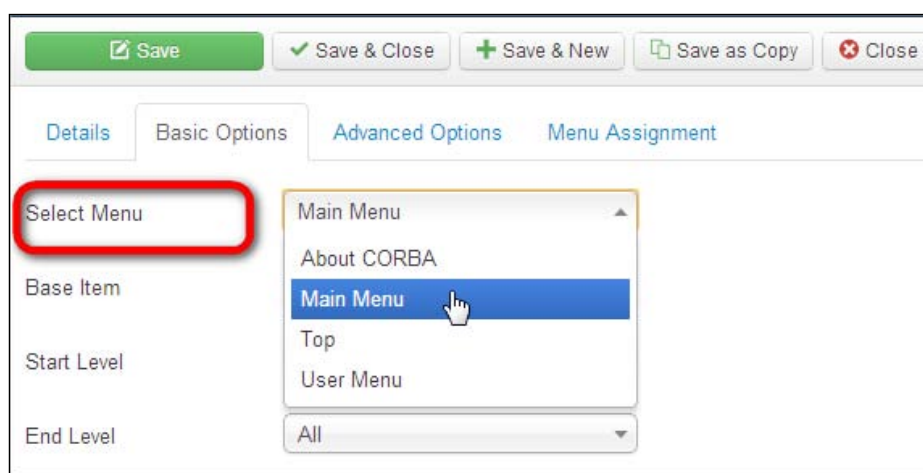 Save Save & Close Save & New Save as Copy Close
Details Basic Options Advanced Options Menu Assignment
Select Menu Main Menu
About CORBA
Base Item Main Menu
Top
Start Level
User Menu
End Level All